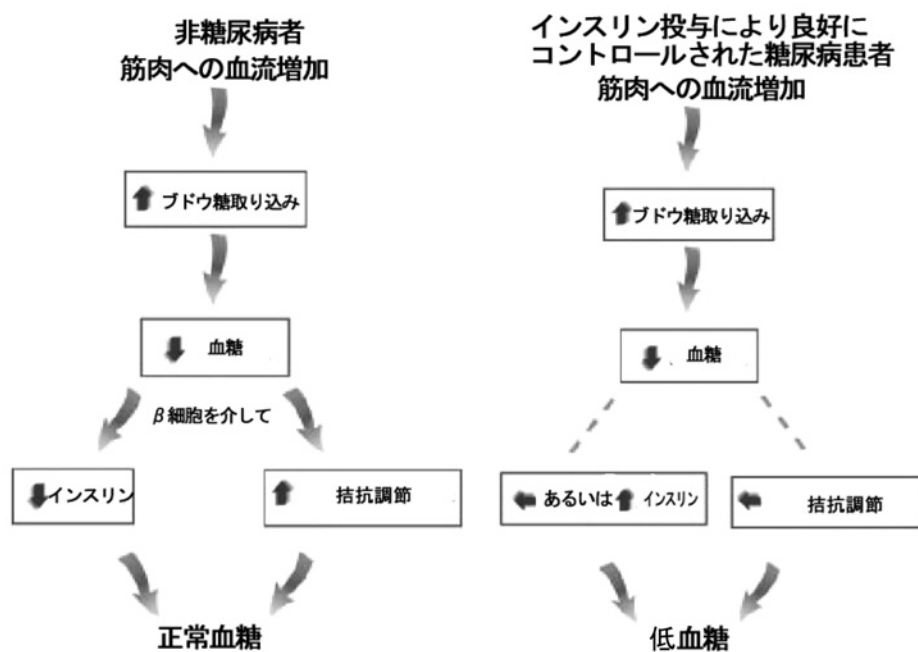 非糖尿病者
筋肉への血流増加
ブドウ糖取り込み
血糖
β細胞を介して
インスリン
拮抗調節
正常血糖
インスリン投与により良好に
コントロールされた糖尿病患者
筋肉への血流増加
ブドウ糖取り込み
血糖
あるいは インスリン
拮抗調節
低血糖